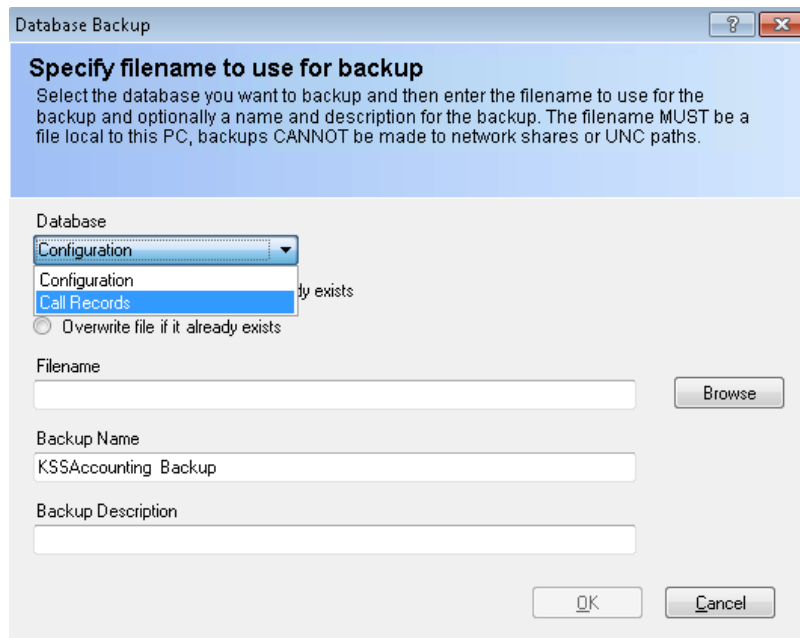 Database Backup
Specify filename to use for backup
Select the database you want to backup and then enter the filename to use for the
backup and optionally a name and description for the backup. The filename MUST be a
file local to this PC, backups CANNOT be made to network shares or UNC paths.
Database
Configuration
Configuration
Call Records
exists
Overwrite file if it already exists
Filename
Browse
Backup Name
KSSAccounting Backup
Backup Description
OK
Cancel